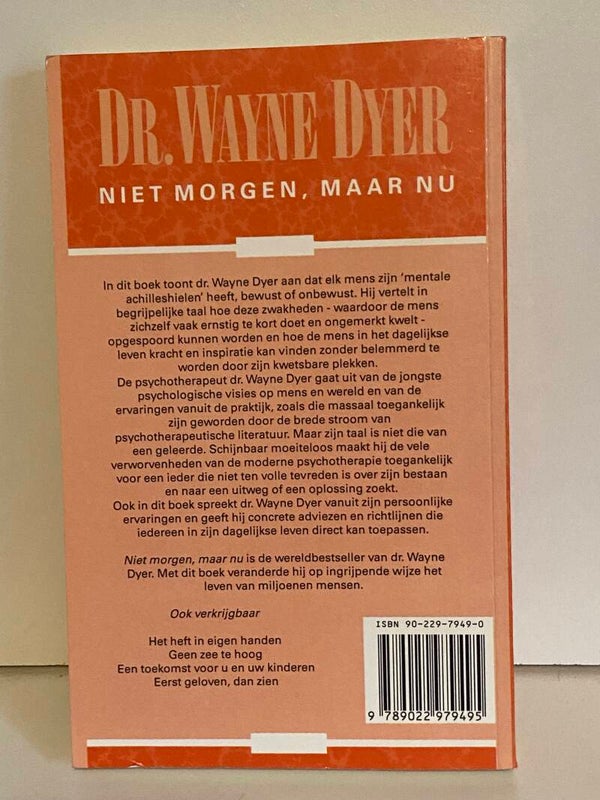 DR. WAYNE DYER
NIET MORGEN, MAAR NU
In dit boek toont dr. Wayne Dyer aan dat elk mens zijn 'mentale
achilleshielen' heeft, bewust of onbewust. Hij vertelt in
begrijpelijke taal hoe deze zwakheden - waardoor de mens
zichzelf vaak ernstig te kort doet en ongemerkt kwelt -
opgespoord kunnen worden en hoe de mens in het dagelijkse
leven kracht en inspiratie kan vinden zonder belemmerd te
worden door zijn kwetsbare plekken.
De psychotherapeut dr. Wayne Dyer gaat uit van de jongste
psychologische visies op mens en wereld en van de
ervaringen vanuit de praktijk, zoals die massaal toegankelijk
zijn geworden door de brede stroom van
psychotherapeutische literatuur. Maar zijn taal is niet die van
een geleerde. Schijnbaar moeiteloos maakt hij de vele
verworvenheden van de moderne psychotherapie toegankelijk
voor een ieder die niet ten volle tevreden is over zijn bestaan
en naar een uitweg of een oplossing zoekt.
Ook in dit boek spreekt dr. Wayne Dyer vanuit zijn persoonlijke
ervaringen en geeft hij concrete adviezen en richtlijnen die
iedereen in zijn dagelijkse leven direct kan toepassen.
Niet morgen, maar nu is de wereldbestseller van dr. Wayne
Dyer. Met dit boek veranderde hij op ingrijpende wijze het
leven van miljoenen mensen.
Ook verkrijgbaar
Het heft in eigen handen
Geen zee te hoog
Een toekomst voor u en uw kinderen
Eerst geloven, dan zien
ISBN 90-229-7949-0
9 789022 979495